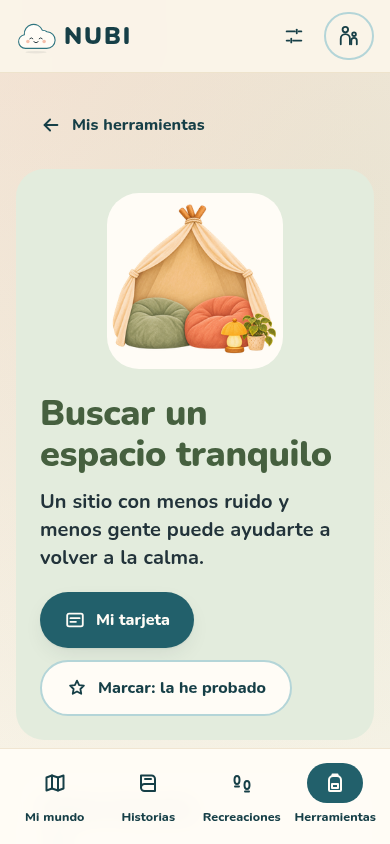 NUBI
Mis herramientas
Buscar un
espacio tranquilo
Un sitio con menos ruido y
menos gente puede ayudarte a
volver a la calma.
Mi tarjeta
Marcar: la he probado
Mi mundo
Historias
Recreaciones
Herramientas